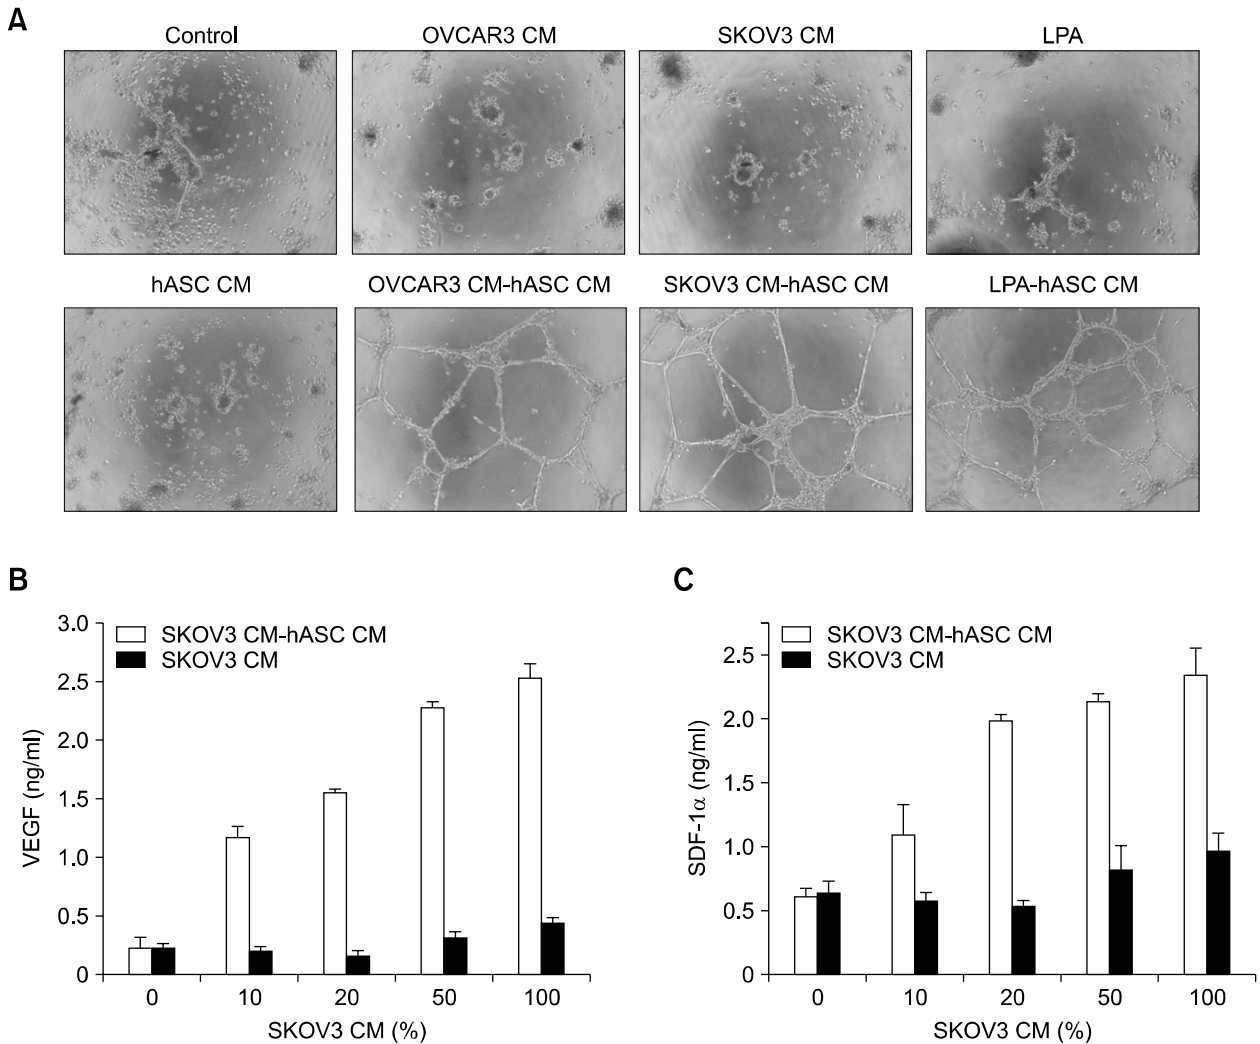 A
Control
OVCAR3 CM
SKOV3 CM
LPA
hASC CM
OVCAR3 CM-hASC CM
SKOV3 CM-hASC CM
LPA-hASC CM
B
SKOV3 CM-hASC CM
SKOV3 CM
VEGF (ng/ml)
3.0
2.5
2.0
1.5
1.0
0.5
0
0 10 20 50 100
SKOV3 CM (%)
C
SKOV3 CM-hASC CM
SKOV3 CM
SDF-1α (ng/ml)
2.5
2.0
1.5
1.0
0.5
0
0 10 20 50 100
SKOV3 CM (%)